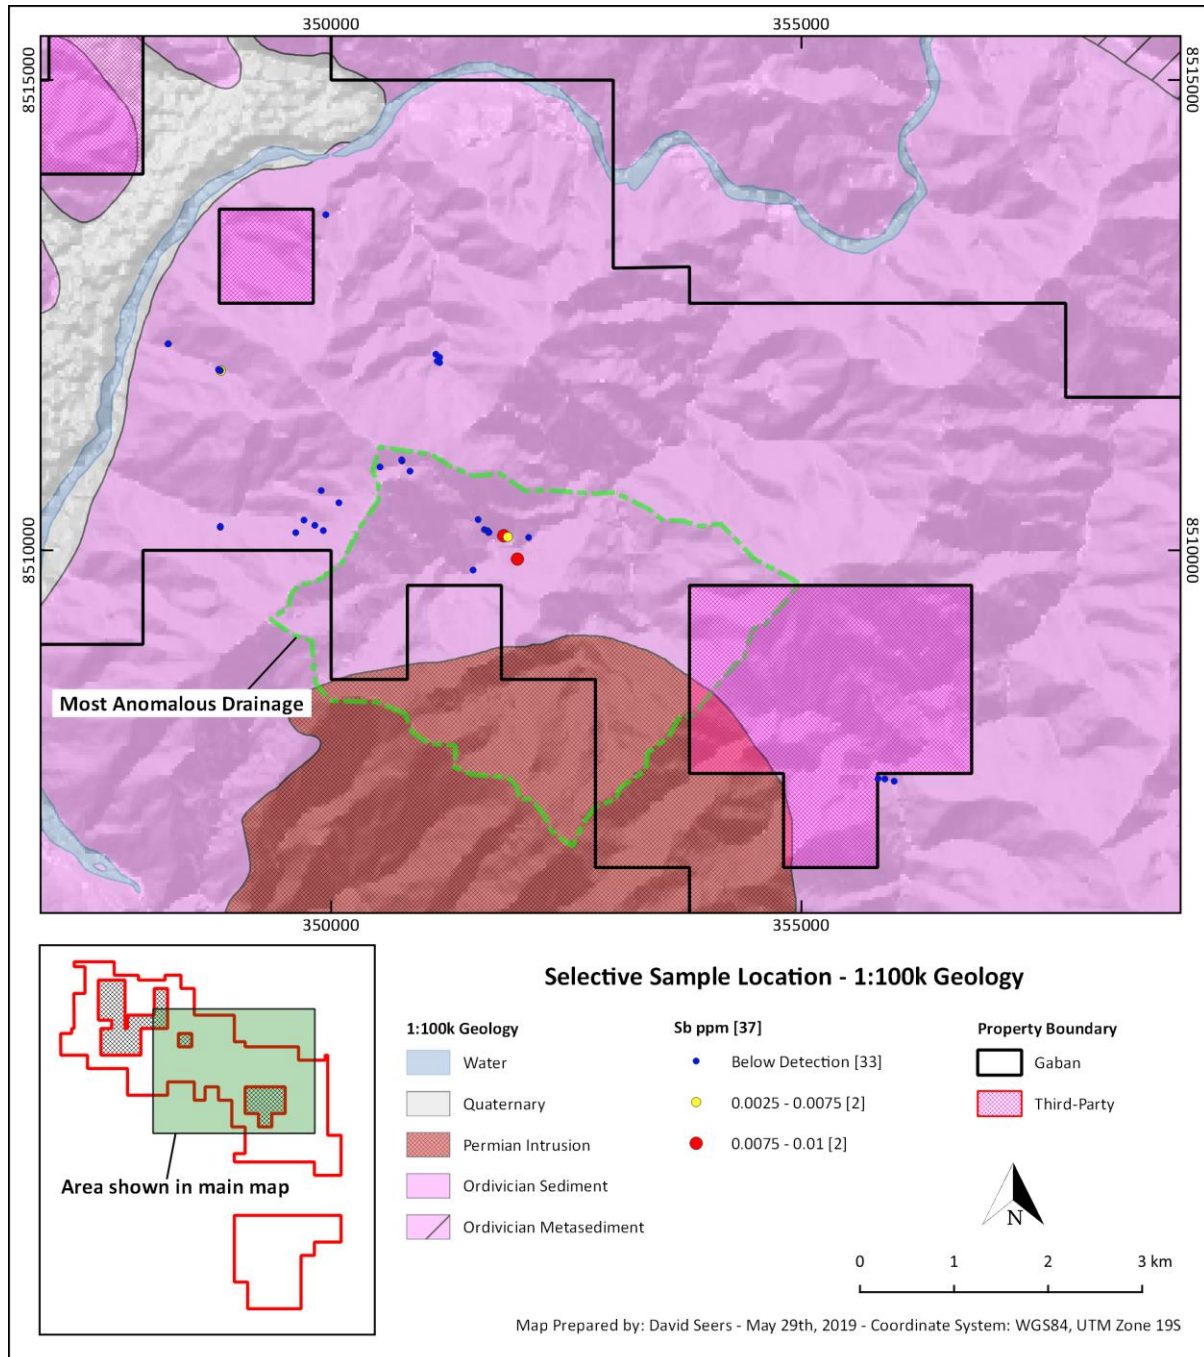 350000
355000
8515000
8515000
8510000
8510000
Most Anomalous Drainage
350000
355000
Area shown in main map
Selective Sample Location - 1:100k Geology
1:100k Geology
Water
Quaternary
Permian Intrusion
Ordivician Sediment
Ordivician Metasediment
Sb ppm [37]
Below Detection [33]
0.0025 - 0.0075 [2]
0.0075 - 0.01 [2]
Property Boundary
Gaban
Third-Party
N
0 1 2 3 km
Map Prepared by: David Seers - May 29th, 2019 - Coordinate System: WGS84, UTM Zone 19S